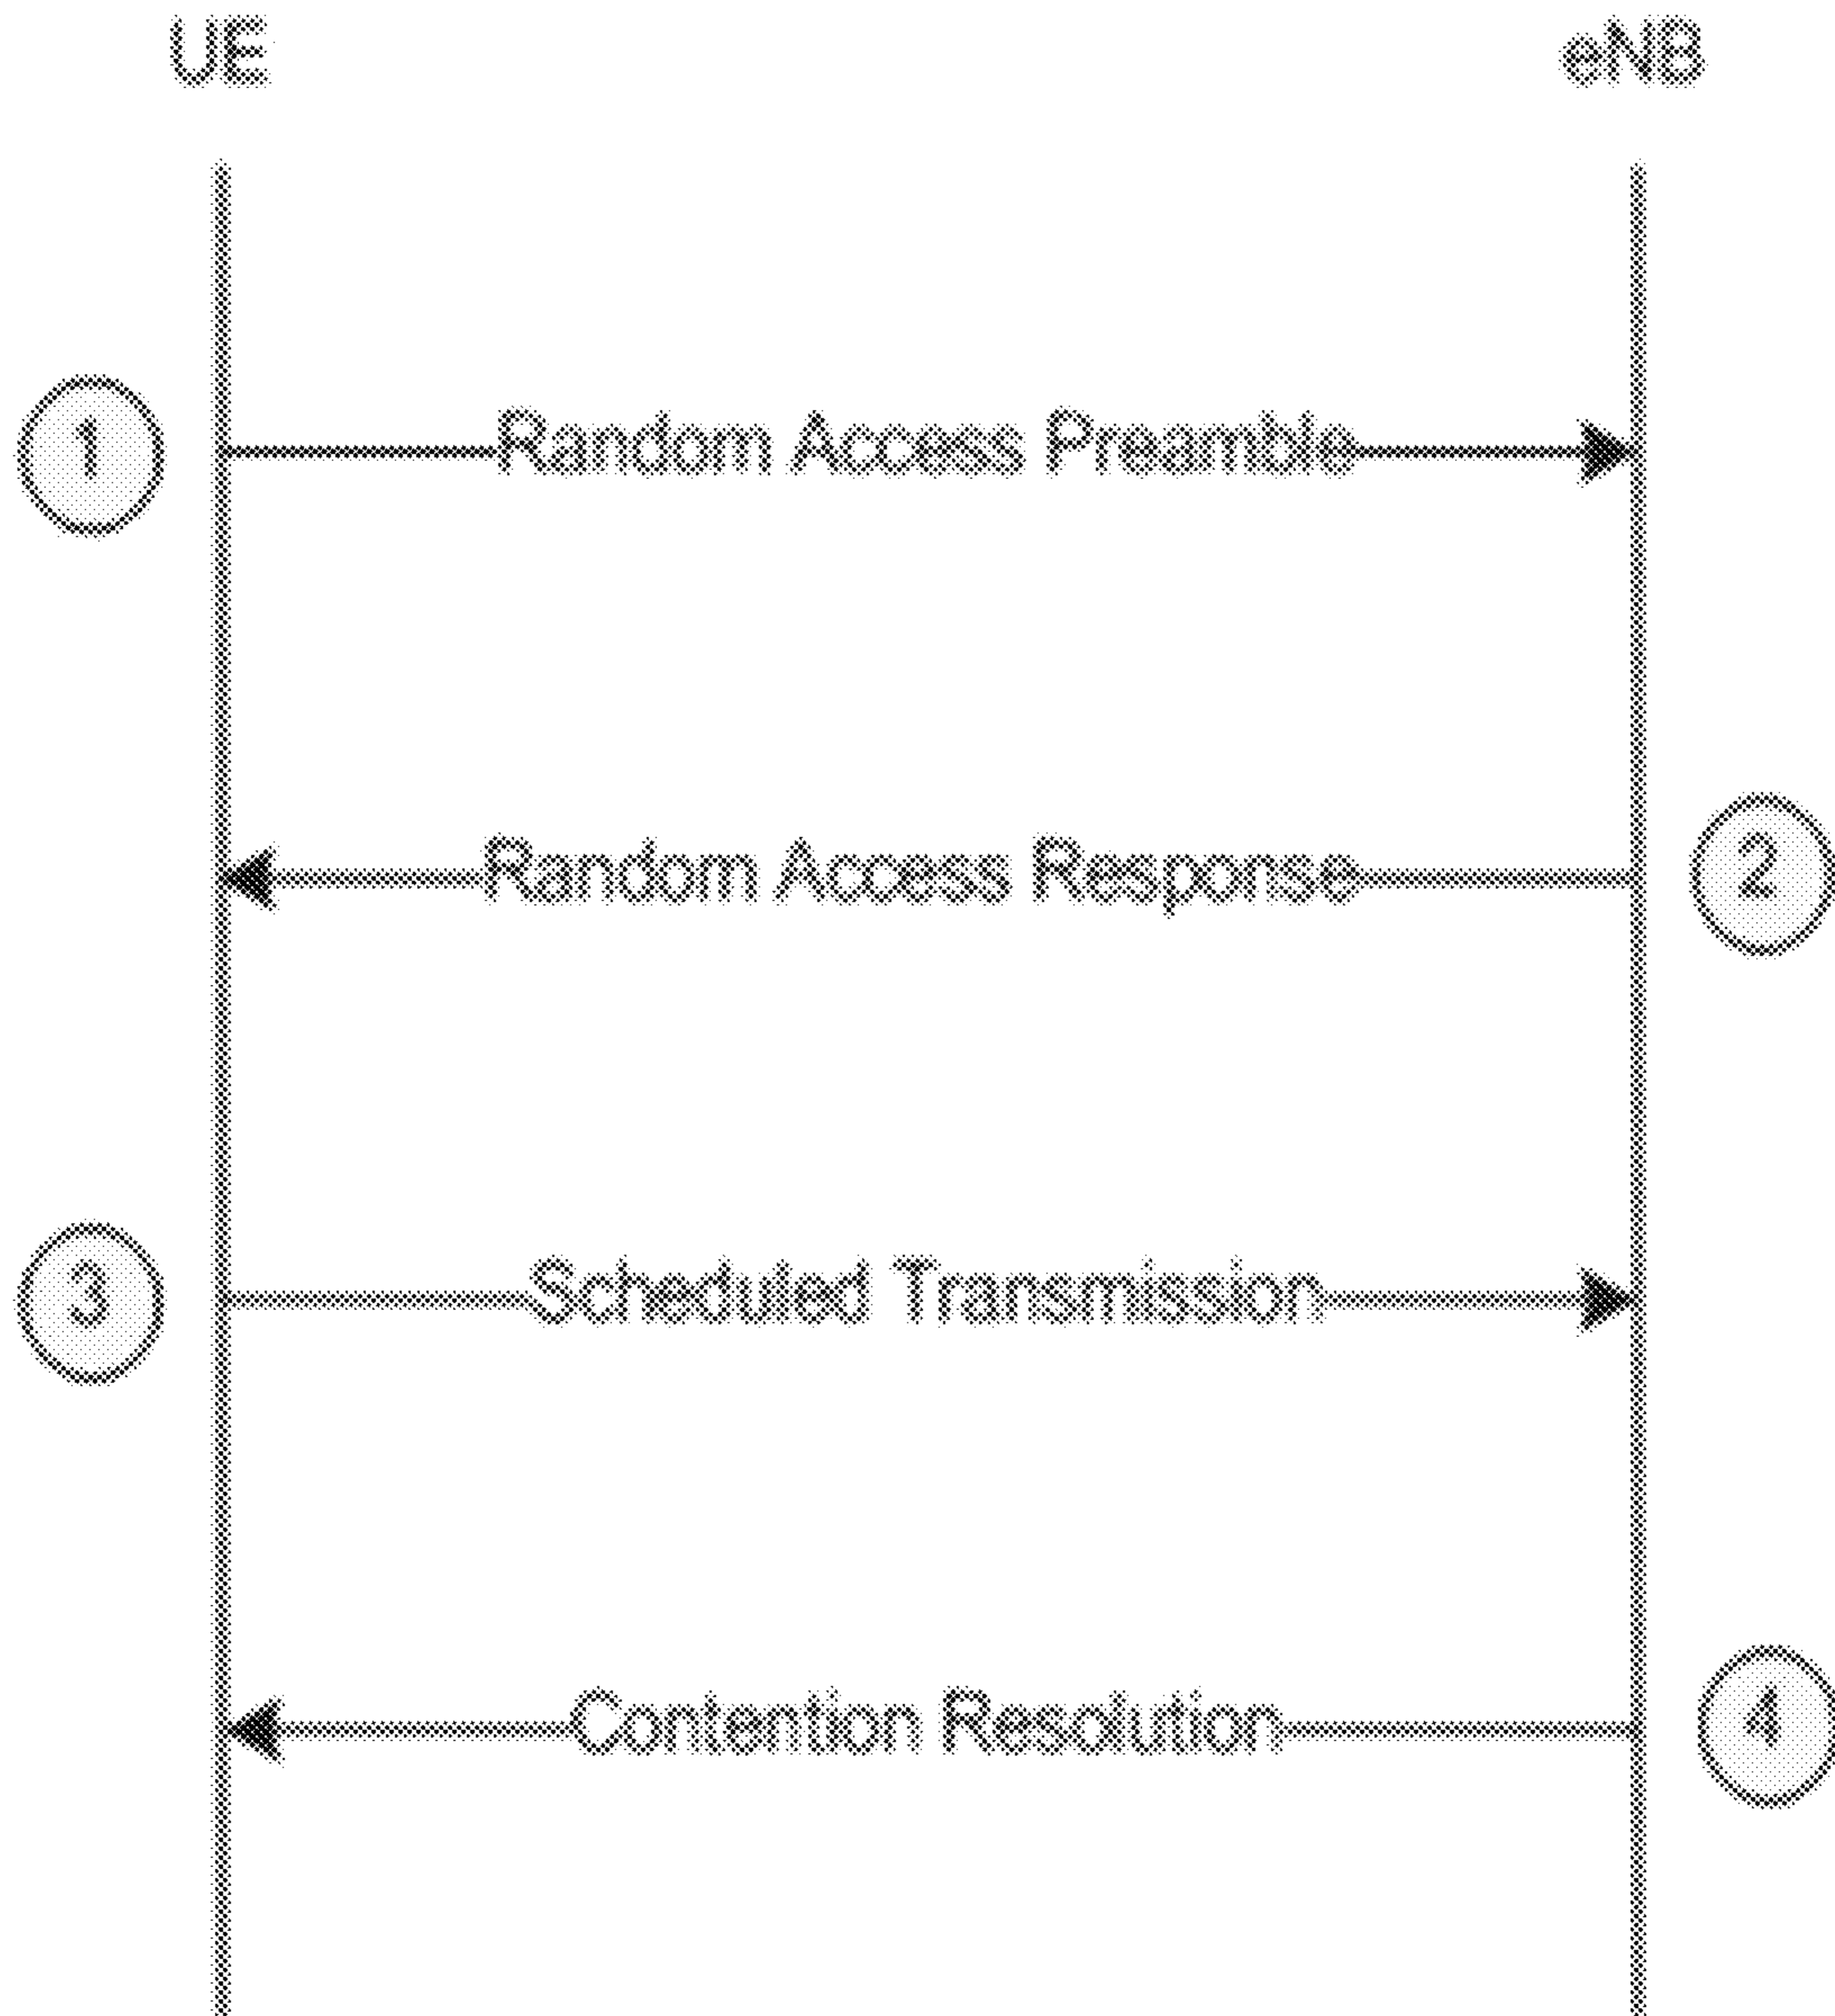 UE eNB
1 Random Access Preamble
Random Access Response 2
3 Scheduled Transmission
Contention Resolution 4